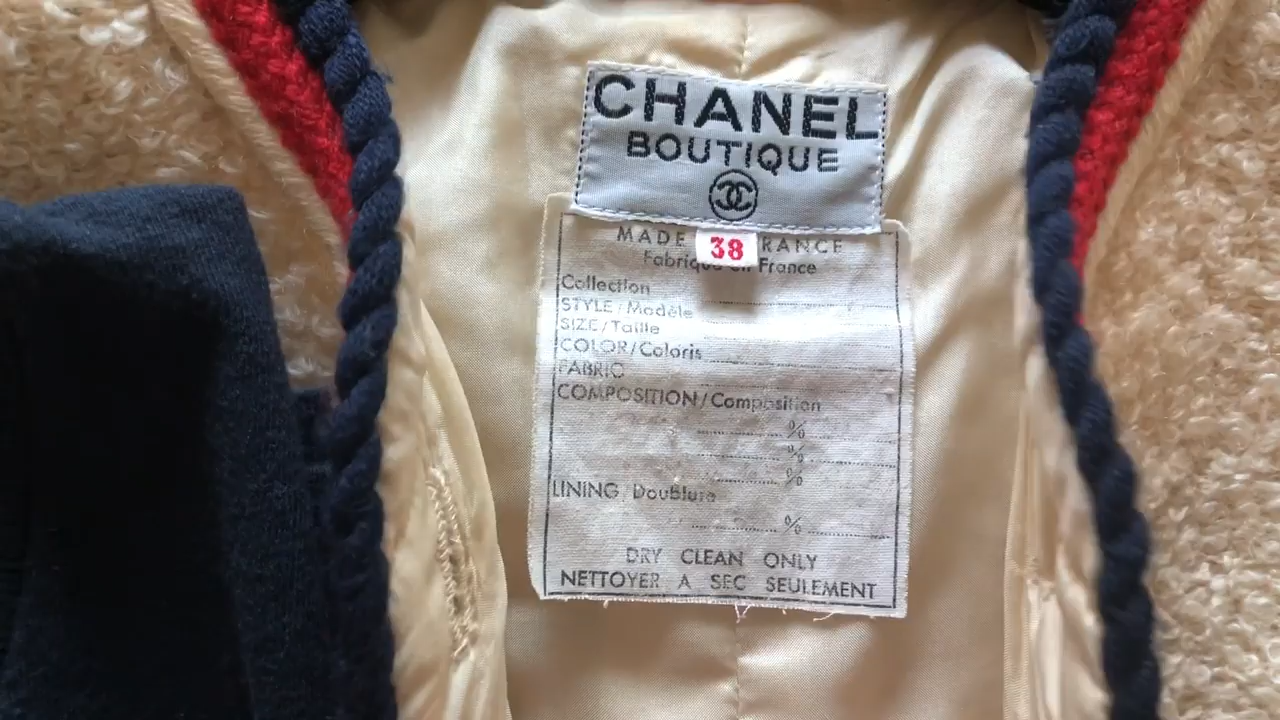 CHANEL
BOUTIQUE
MADE 38 RANCE
Fabriqué en France
Collection
STYLE/Modèle
SIZE/Taille
COLOR/Coloris
FABRIC
COMPOSITION/Composition
%
%
%
LINING Doublure
%
DRY CLEAN ONLY
NETTOYER A SEC SEULEMENT